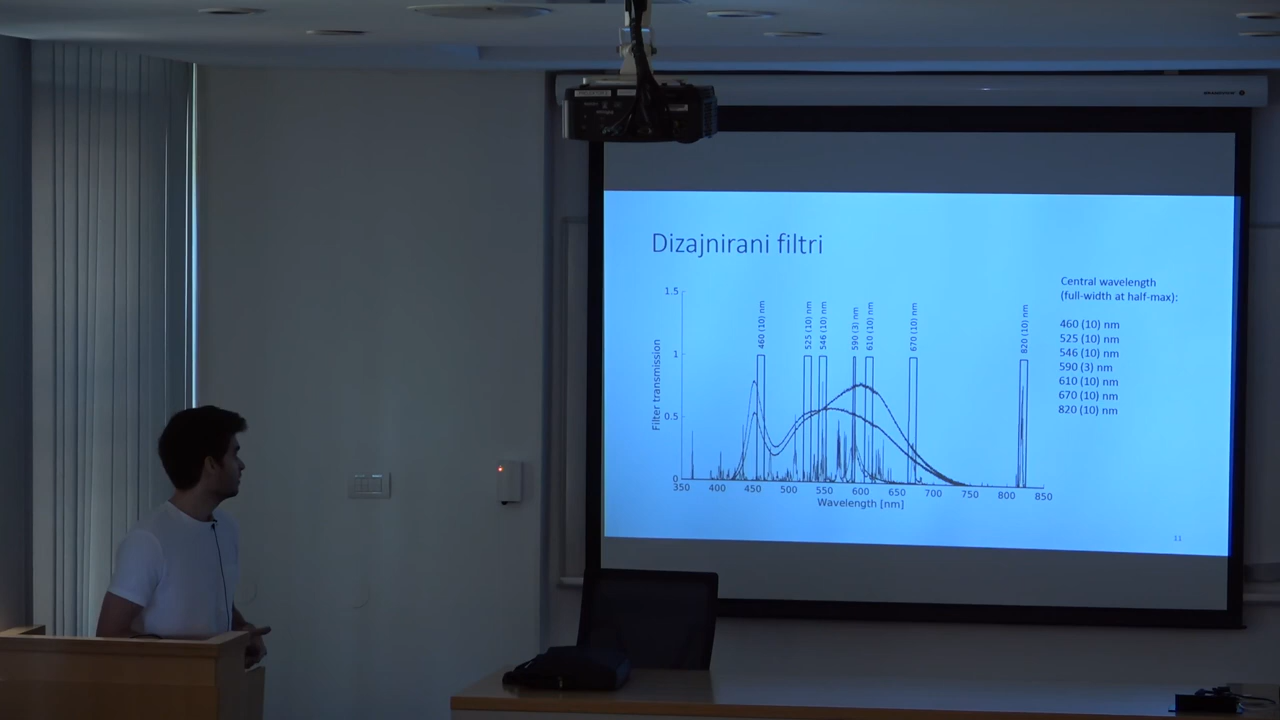 Dizajnirani filtri
Central wavelength
(full-width at half-max):
460 (10) nm
525 (10) nm
546 (10) nm
590 (3) nm
610 (10) nm
670 (10) nm
820 (10) nm
1.5
1
0.5
0
Filter transmission
460 (10) nm
525 (10) nm
546 (10) nm
590 (3) nm
610 (10) nm
670 (10) nm
820 (10) nm
350 400 450 500 550 600 650 700 750 800 850
Wavelength [nm]
11